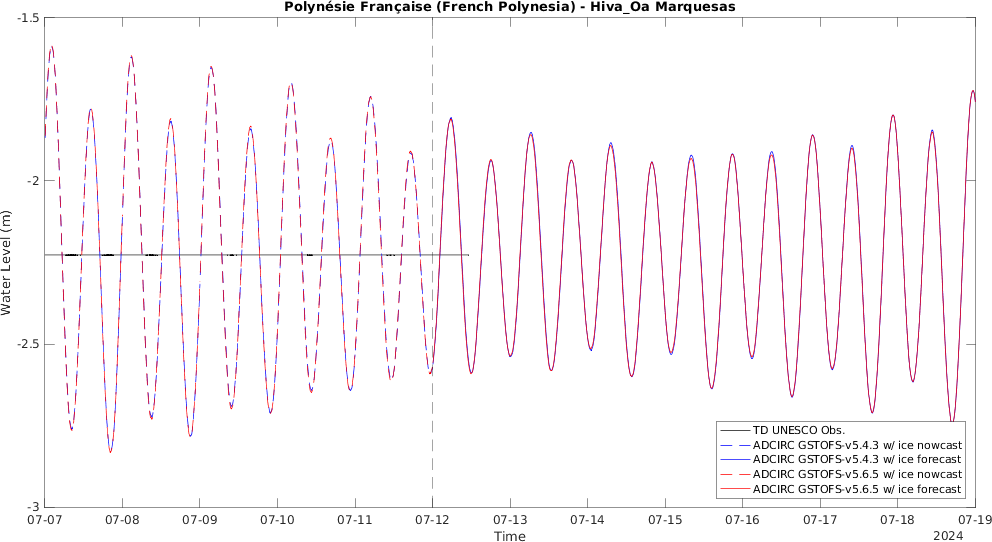 Polynésie Française (French Polynesia) - Hiva_Oa Marquesas
Water Level (m)
-1.5
-2
-2.5
-3
TD UNESCO Obs.
ADCIRC GSTOFS-v5.4.3 w/ ice nowcast
ADCIRC GSTOFS-v5.4.3 w/ ice forecast
ADCIRC GSTOFS-v5.6.5 w/ ice nowcast
ADCIRC GSTOFS-v5.6.5 w/ ice forecast
07-07 07-08 07-09 07-10 07-11 07-12 07-13 07-14 07-15 07-16 07-17 07-18 07-19
Time
2024